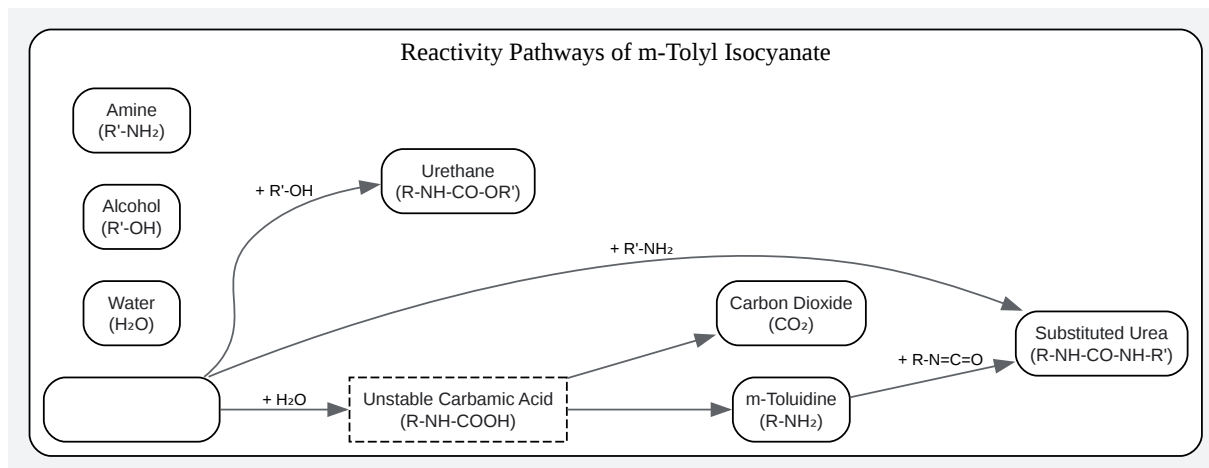 Reactivity Pathways of m-Tolyl Isocyanate
Amine
(R'-NH₂)
Urethane
(R-NH-CO-OR')
+ R'-OH
Alcohol
(R'-OH)
+ R'-NH₂
Water
(H₂O)
Carbon Dioxide
(CO₂)
Substituted Urea
(R-NH-CO-NH-R')
+ R-N=C=O
+ H₂O
Unstable Carbamic Acid
(R-NH-COOH)
m-Toluidine
(R-NH₂)